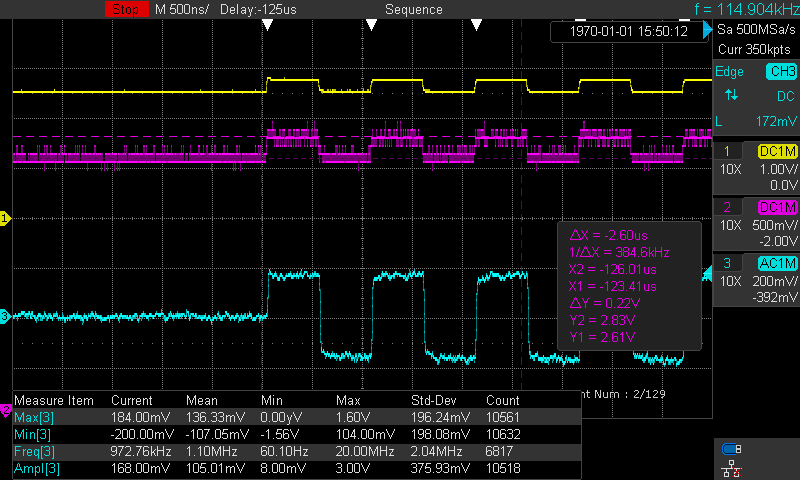 Stop M 500ns/ Delay:-125us Sequence f = 114.904kHz
1970-01-01 15:50:12
Sa 500MSa/s
Curr 350kpts
Edge CH3
DC
L 172mV
1 DC1M
10X 1.00V/
0.0V
2 DC1M
10X 500mV/
-2.00V
3 AC1M
10X 200mV/
-392mV
1
3
2
ΔX = -2.60us
1/ΔX = 384.6kHz
X2 = -126.01us
X1 = -123.41us
ΔY = 0.22V
Y2 = 2.83V
Y1 = 2.61V
nt Num : 2/129
Measure Item Current Mean Min Max Std-Dev Count
Max[3] 184.00mV 136.33mV 0.00yV 1.60V 196.24mV 10561
Min[3] -200.00mV -107.05mV -1.56V 104.00mV 198.08mV 10632
Freq[3] 972.76kHz 1.10MHz 60.10Hz 20.00MHz 2.04MHz 6817
Ampl[3] 168.00mV 105.01mV 8.00mV 3.00V 375.93mV 10518